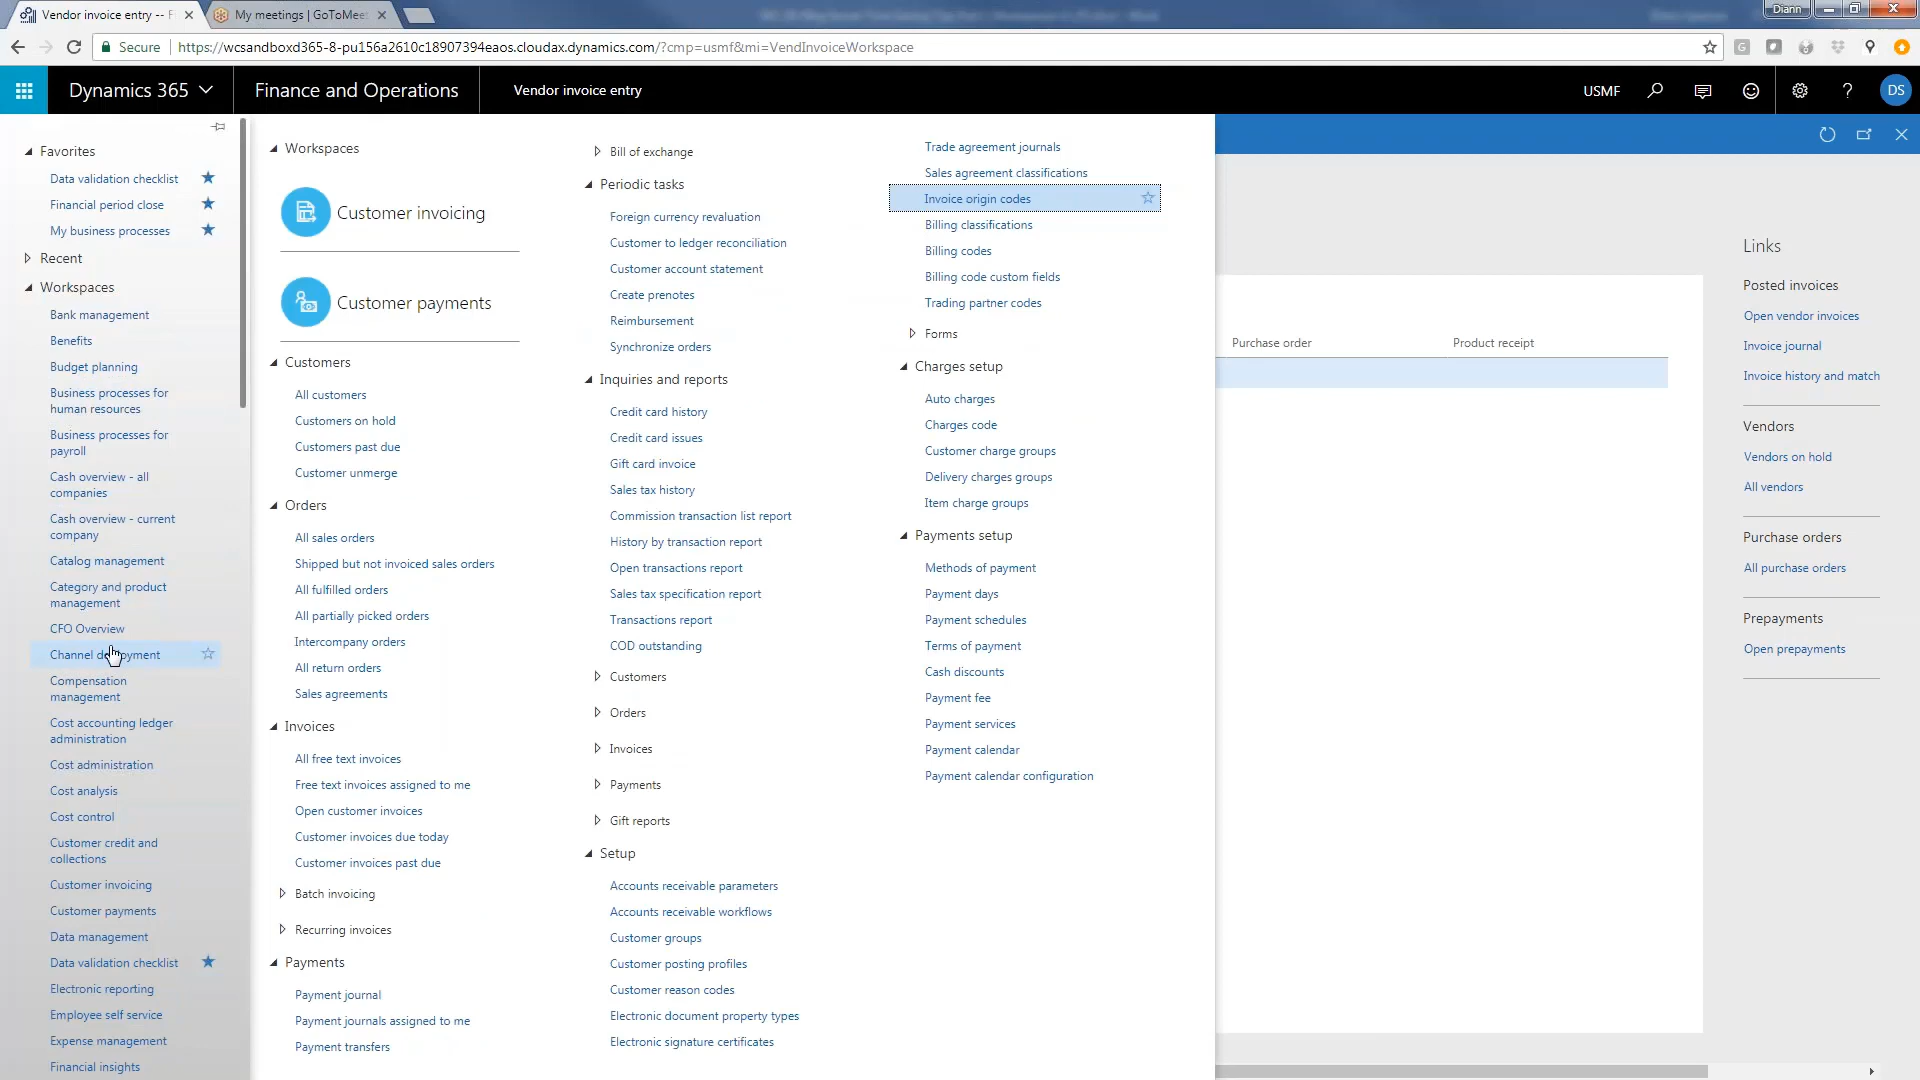 Vendor invoice entry -- F
My meetings | GoToMee
Diann
Secure
https://wcsandboxd365-8-pu156a2610c18907394eaos.cloudax.dynamics.com/?cmp=usmf&mi=VendInvoiceWorkspace
Dynamics 365
Finance and Operations
Vendor invoice entry
USMF
?
DS
Favorites
Data validation checklist
Financial period close
My business processes
Recent
Workspaces
Bank management
Benefits
Budget planning
Business processes for
human resources
Business processes for
payroll
Cash overview - all
companies
Cash overview - current
company
Catalog management
Category and product
management
CFO Overview
Channel deployment
Compensation
management
Cost accounting ledger
administration
Cost administration
Cost analysis
Cost control
Customer credit and
collections
Customer invoicing
Customer payments
Data management
Data validation checklist
Electronic reporting
Employee self service
Expense management
Financial insights
Workspaces
Customer invoicing
Customer payments
Customers
All customers
Customers on hold
Customers past due
Customer unmerge
Orders
All sales orders
Shipped but not invoiced sales orders
All fulfilled orders
All partially picked orders
Intercompany orders
All return orders
Sales agreements
Invoices
All free text invoices
Free text invoices assigned to me
Open customer invoices
Customer invoices due today
Customer invoices past due
Batch invoicing
Recurring invoices
Payments
Payment journal
Payment journals assigned to me
Payment transfers
Bill of exchange
Periodic tasks
Foreign currency revaluation
Customer to ledger reconciliation
Customer account statement
Create prenotes
Reimbursement
Synchronize orders
Inquiries and reports
Credit card history
Credit card issues
Gift card invoice
Sales tax history
Commission transaction list report
History by transaction report
Open transactions report
Sales tax specification report
Transactions report
COD outstanding
Customers
Orders
Invoices
Payments
Gift reports
Setup
Accounts receivable parameters
Accounts receivable workflows
Customer groups
Customer posting profiles
Customer reason codes
Electronic document property types
Electronic signature certificates
Trade agreement journals
Sales agreement classifications
Invoice origin codes
Billing classifications
Billing codes
Billing code custom fields
Trading partner codes
Forms
Charges setup
Auto charges
Charges code
Customer charge groups
Delivery charges groups
Item charge groups
Payments setup
Methods of payment
Payment days
Payment schedules
Terms of payment
Cash discounts
Payment fee
Payment services
Payment calendar
Payment calendar configuration
Purchase order
Product receipt
Links
Posted invoices
Open vendor invoices
Invoice journal
Invoice history and match
Vendors
Vendors on hold
All vendors
Purchase orders
All purchase orders
Prepayments
Open prepayments